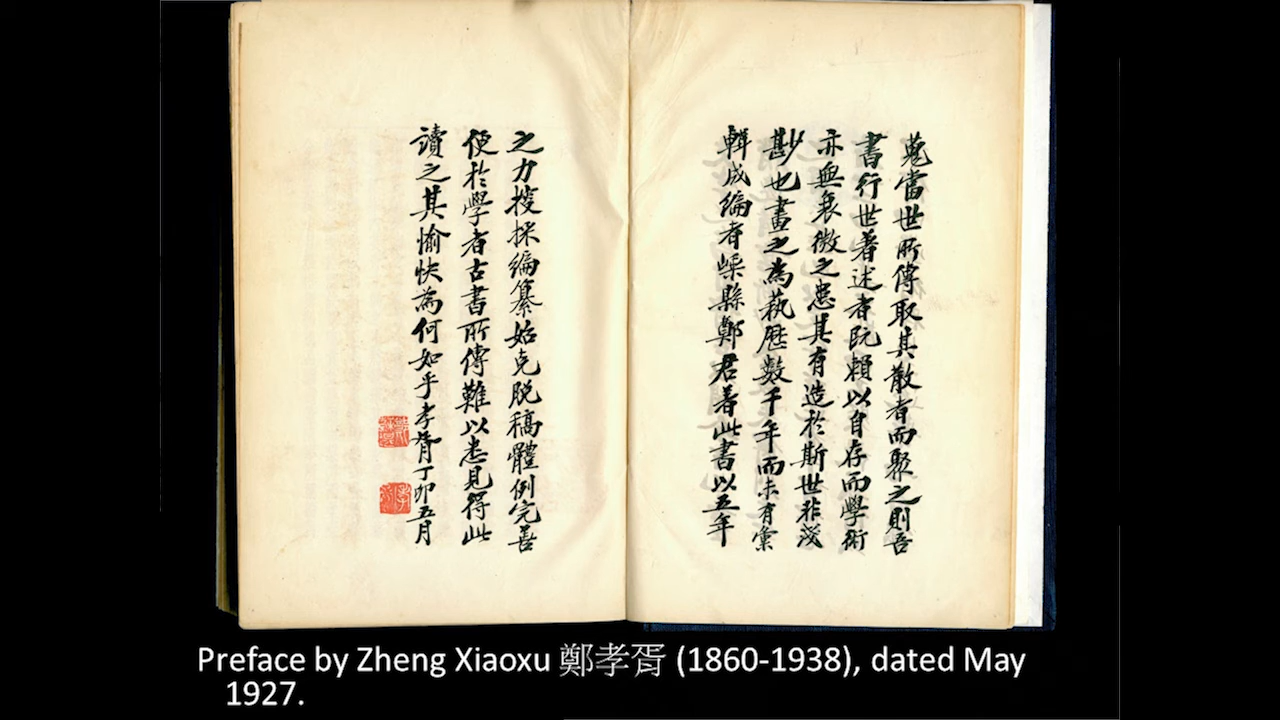 蒐當世所傳取其散者而聚之則吾
書行世著述者既賴以自存而學術
亦無衰微之患其有造於斯世非淺
尠也畫之為藝歷數千年而未有彙
輯成編者嵊縣鄭君著此書以五年
之力搜採編纂始克脫稿體例完善
便於學者古書所傳難以悉見得此
讀之其愉快為何如乎孝胥丁卯五月
Preface by Zheng Xiaoxu 鄭孝胥 (1860-1938), dated May
1927.